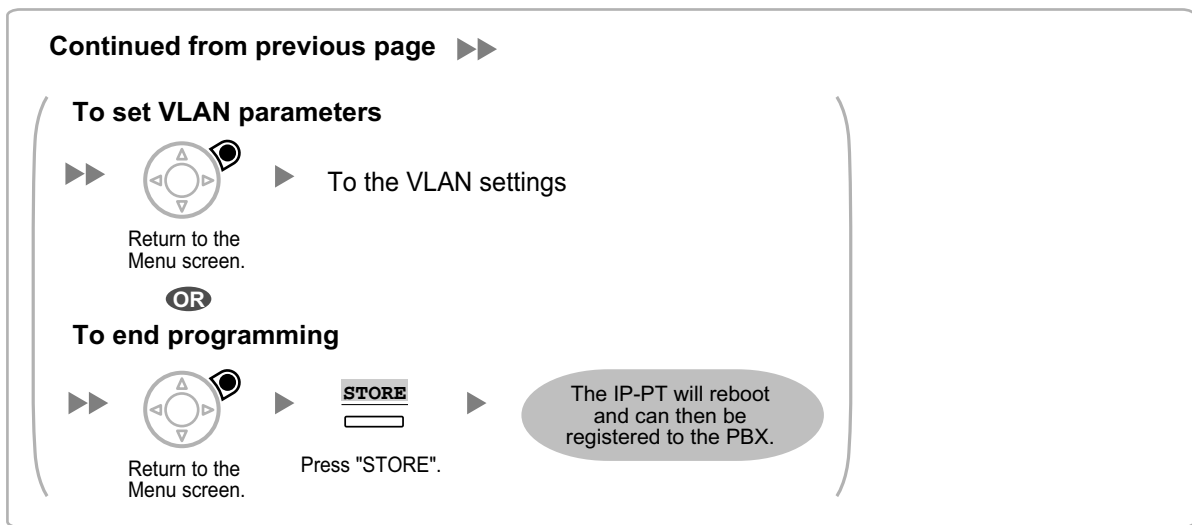 Continued from previous page
To set VLAN parameters
To the VLAN settings
Return to the
Menu screen.
OR
To end programming
STORE
The IP-PT will reboot
and can then be
registered to the PBX.
Return to the
Menu screen.
Press "STORE".